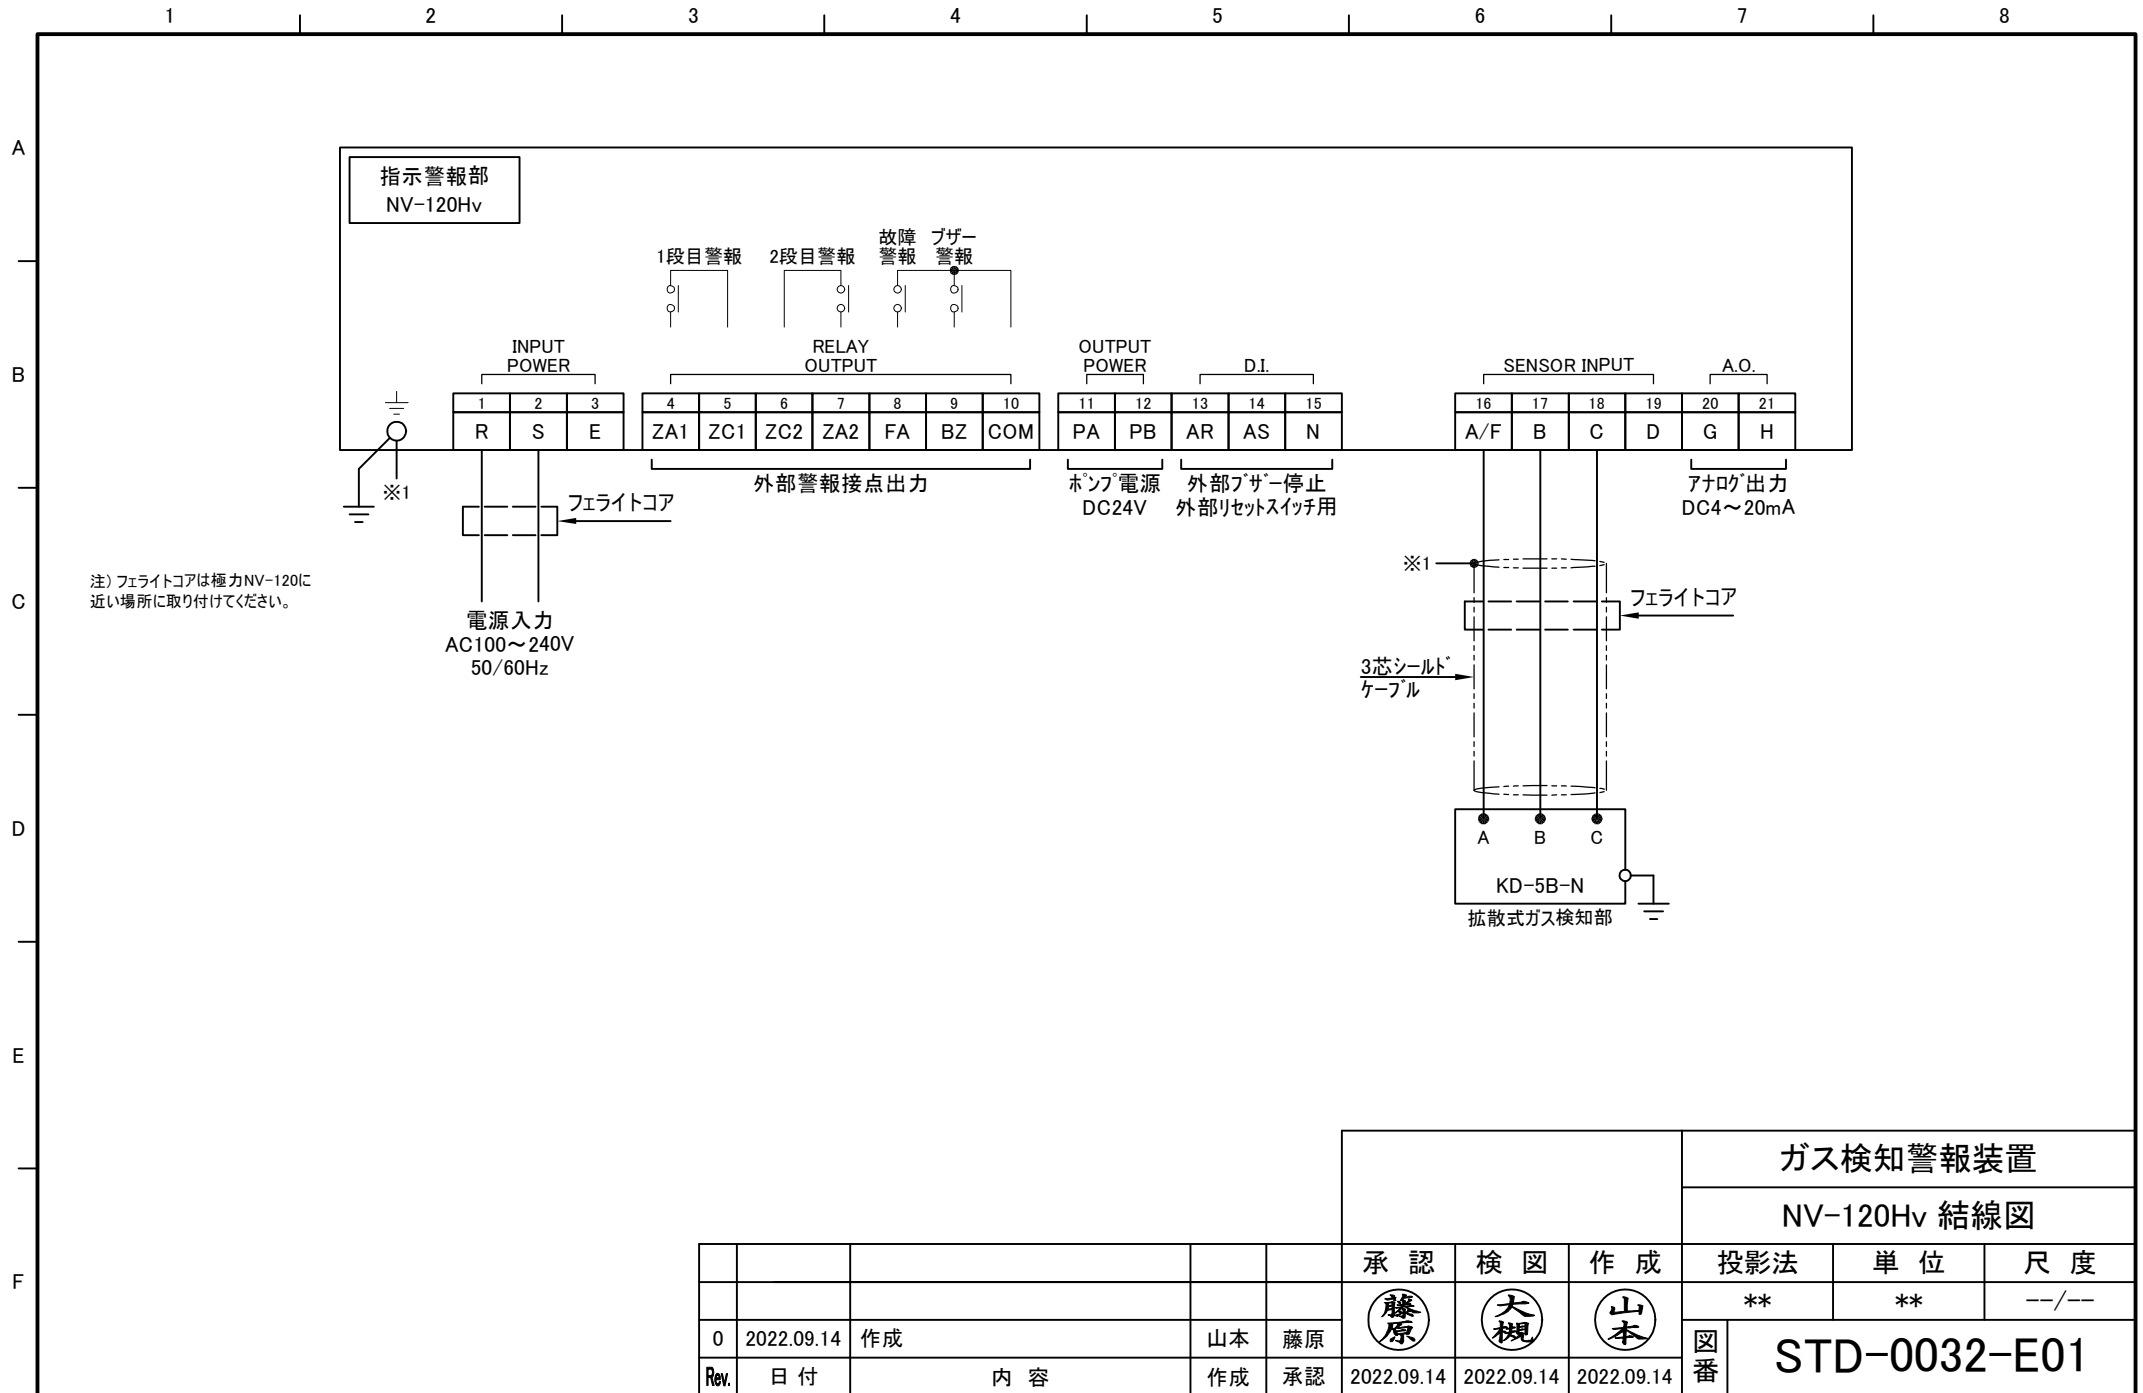 1 2 3 4 5 6 7 8
A
B
C
D
E
F
指示警報部
NV-120Hv
1段目警報
2段目警報
故障
警報
ブザー
警報
INPUT
POWER
RELAY
OUTPUT
OUTPUT
POWER
D.I.
SENSOR INPUT
A.O.
1 2 3 4 5 6 7 8 9 10 11 12 13 14 15 16 17 18 19 20 21
R S E ZA1 ZC1 ZC2 ZA2 FA BZ COM PA PB AR AS N A/F B C D G H
※1
外部警報接点出力
ポンプ電源
DC24V
外部ブザー停止
外部リセットスイッチ用
アナログ出力
DC4～20mA
フェライトコア
注）フェライトコアは極力NV-120に
近い場所に取り付けてください。
電源入力
AC100～240V
50/60Hz
※1
フェライトコア
3芯シールド
ケーブル
A B C
KD-5B-N
拡散式ガス検知部
ガス検知警報装置
NV-120Hv 結線図
承 認 検 図 作 成 投影法 単 位 尺 度
藤原 大槻 山本 ** ** --/--
0 2022.09.14 作成 山本 藤原
Rev. 日 付 内 容 作成 承認 2022.09.14 2022.09.14 2022.09.14
図番 STD-0032-E01